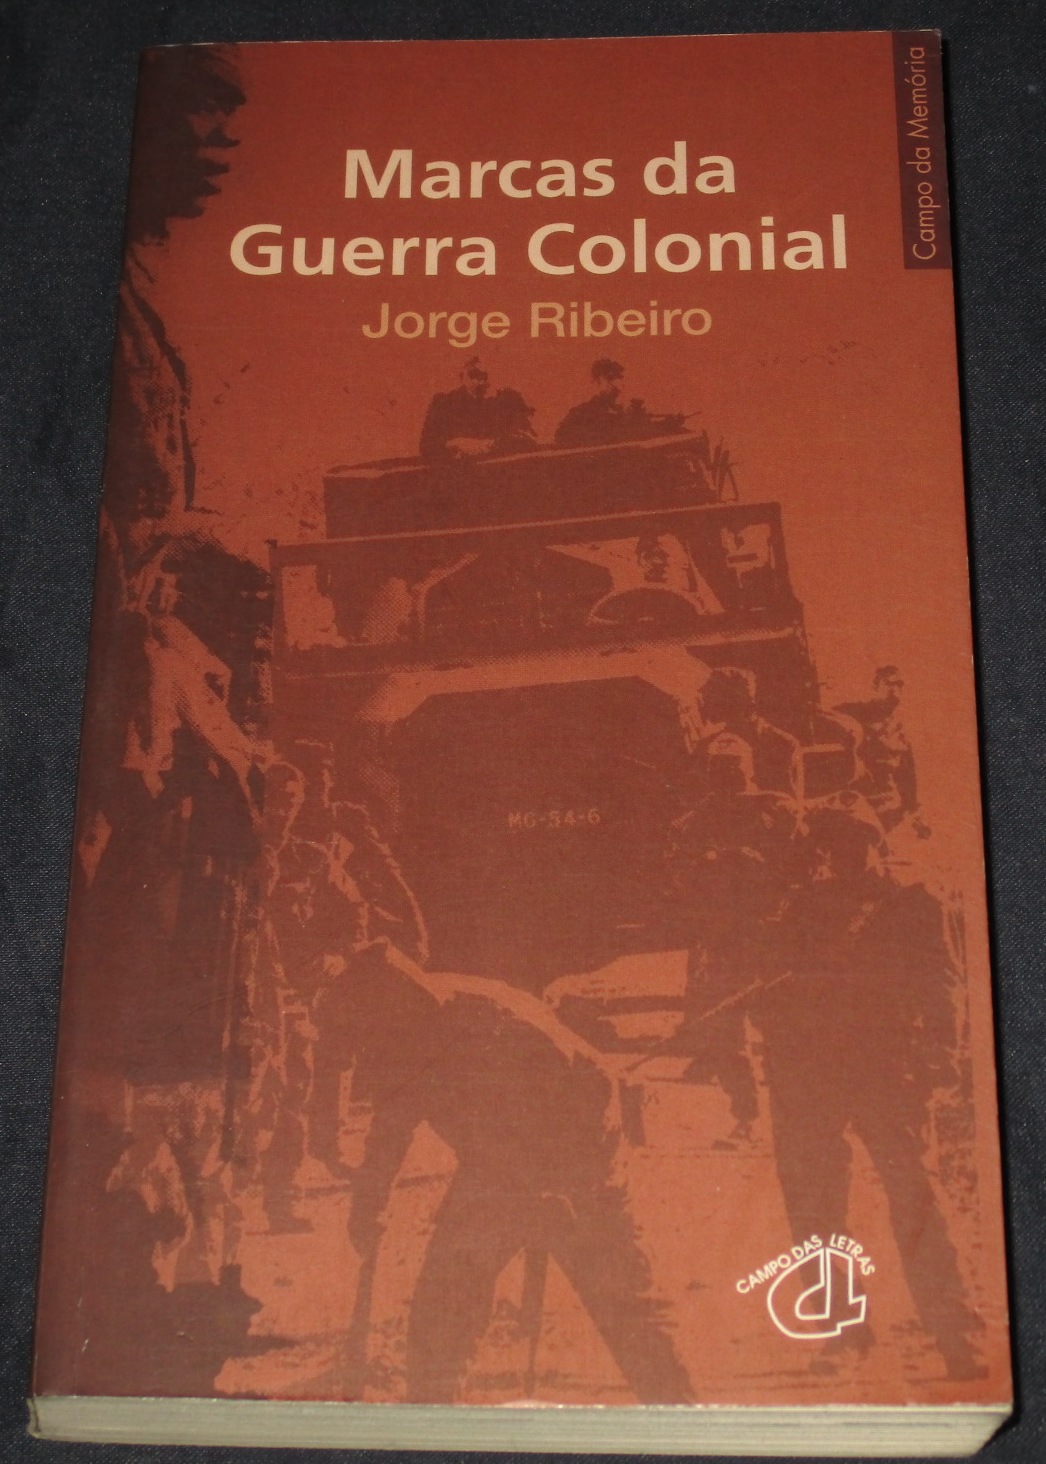 Campo da Memória
Marcas da
Guerra Colonial
Jorge Ribeiro
MG-54-6
CAMPO DAS LETRAS